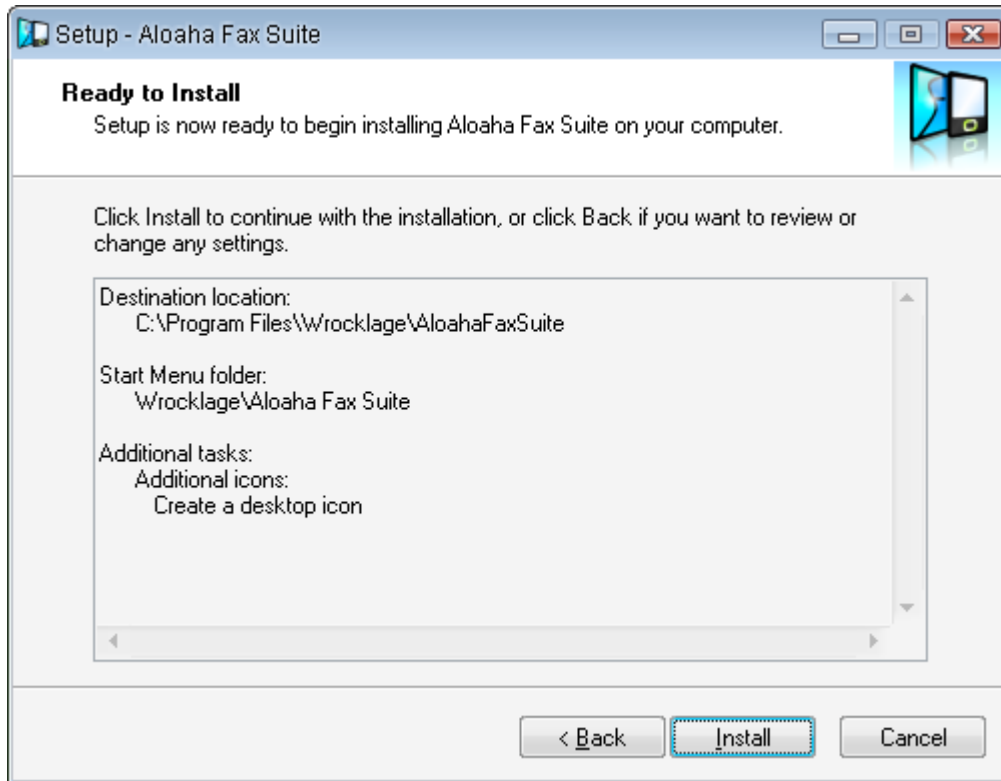 Setup - Aloaha Fax Suite
Ready to Install
Setup is now ready to begin installing Aloaha Fax Suite on your computer.
Click Install to continue with the installation, or click Back if you want to review or
change any settings.
Destination location:
C:\Program Files\Wrocklage\AloahaFaxSuite
Start Menu folder:
Wrocklage\Aloaha Fax Suite
Additional tasks:
Additional icons:
Create a desktop icon
< Back
Install
Cancel